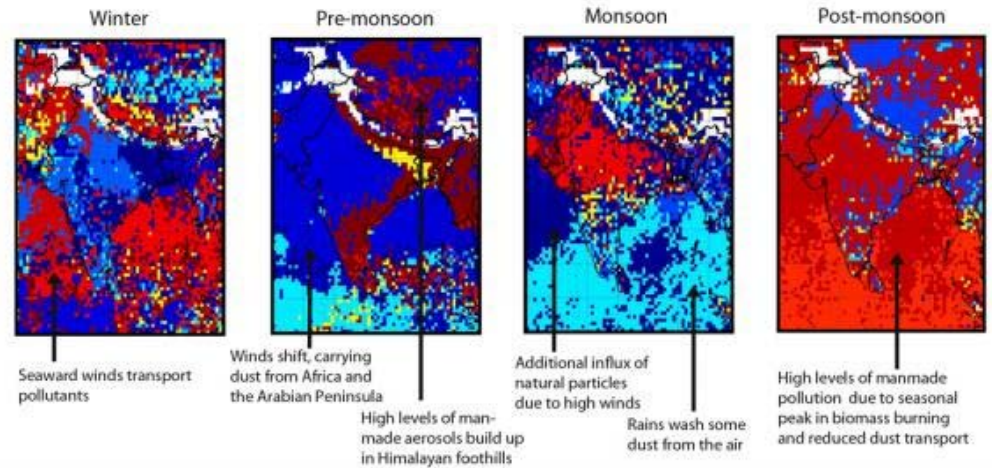 Winter
Pre-monsoon
Monsoon
Post-monsoon
Seaward winds transport
pollutants
Winds shift, carrying
dust from Africa and
the Arabian Peninsula
High levels of man-
made aerosols build up
in Himalayan foothills
Additional influx of
natural particles
due to high winds
Rains wash some
dust from the air
High levels of manmade
pollution due to seasonal
peak in biomass burning
and reduced dust transport